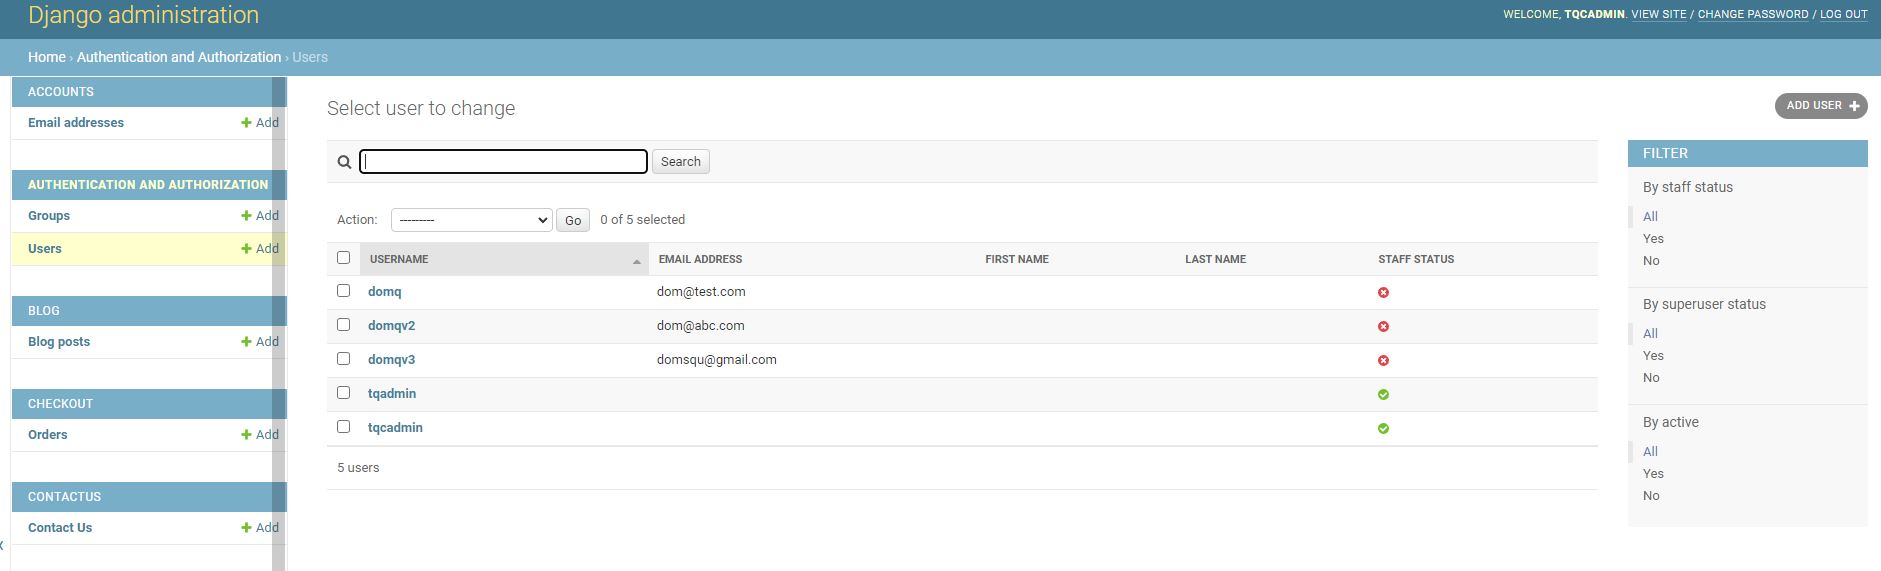 Django administration
WELCOME, TQCADMIN. VIEW SITE / CHANGE PASSWORD / LOG OUT
Home › Authentication and Authorization › Users
ACCOUNTS
Email addresses + Add
AUTHENTICATION AND AUTHORIZATION
Groups + Add
Users + Add
BLOG
Blog posts + Add
CHECKOUT
Orders + Add
CONTACTUS
Contact Us + Add
Select user to change
ADD USER +
Search
Action: --------- Go 0 of 5 selected
USERNAME EMAIL ADDRESS FIRST NAME LAST NAME STAFF STATUS
domq dom@test.com
domqv2 dom@abc.com
domqv3 domsqu@gmail.com
tqadmin
tqcadmin
5 users
FILTER
By staff status
All
Yes
No
By superuser status
All
Yes
No
By active
All
Yes
No